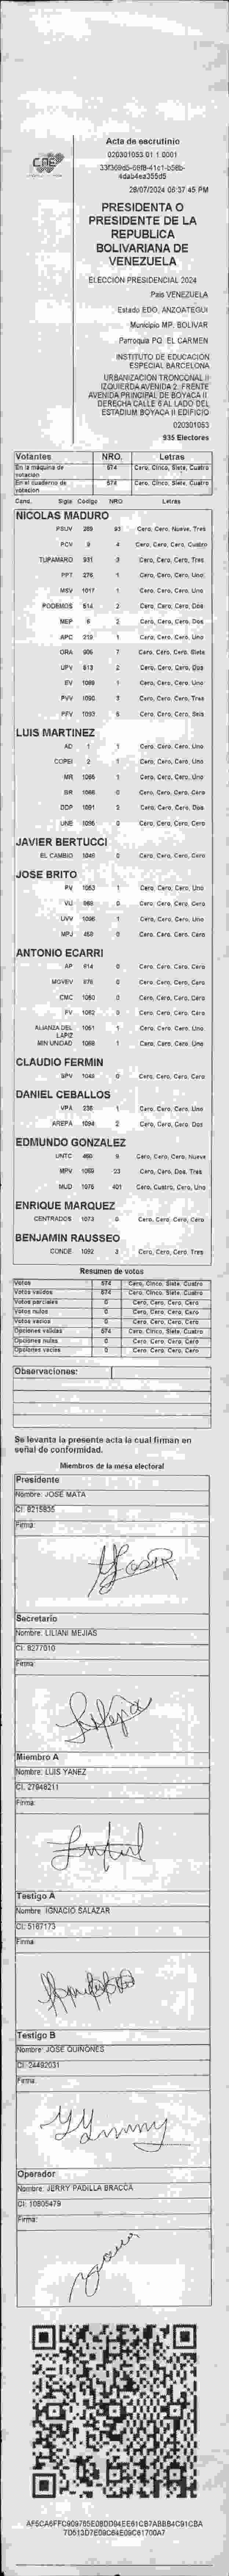 Acta de escrutinio
020301053.01.1.0001
28/07/2024 08:37:45 PM
PRESIDENTA O
PRESIDENTE DE LA
REPUBLICA
BOLIVARIANA DE
VENEZUELA
ELECCION PRESIDENCIAL 2024
Pais VENEZUELA
Estado EDO. ANZOATEGUI
Municipio MP. BOLIVAR
Parroquia PQ. EL CARMEN
INSTITUTO DE EDUCACION
ESPECIAL BARCELONA
URBANIZACION TRONCONAL II
IZQUIERDA AVENIDA 2. FRENTE
AVENIDA PRINCIPAL DE BOYACA II.
DERECHA CALLE 6 AL LADO DEL
ESTADIUM BOYACA II EDIFICIO
020301053
935 Electores
Votantes NRO. Letras
En la máquina de votación 574 Cero, Cinco, Siete, Cuatro
En el cuaderno de votación 574 Cero, Cinco, Siete, Cuatro
Cand. Sigla Codigo NRO Letras
NICOLAS MADURO
PSUV 289 93 Cero, Cero, Nueve, Tres
PCV 9 4 Cero, Cero, Cero, Cuatro
TUPAMARO 931 3 Cero, Cero, Cero, Tres
PPT 276 1 Cero, Cero, Cero, Uno
MSV 1017 1 Cero, Cero, Cero, Uno
PODEMOS 514 2 Cero, Cero, Cero, Dos
MEP 6 2 Cero, Cero, Cero, Dos
APC 219 1 Cero, Cero, Cero, Uno
ORA 906 7 Cero, Cero, Cero, Siete
UPV 613 2 Cero, Cero, Cero, Dos
EV 1089 1 Cero, Cero, Cero, Uno
PVV 1090 3 Cero, Cero, Cero, Tres
PFV 1093 6 Cero, Cero, Cero, Seis
LUIS MARTINEZ
AD 1 1 Cero, Cero, Cero, Uno
COPEI 2 1 Cero, Cero, Cero, Uno
MR 1065 1 Cero, Cero, Cero, Uno
BR 1066 0 Cero, Cero, Cero, Cero
DDP 1091 2 Cero, Cero, Cero, Dos
UNE 1095 0 Cero, Cero, Cero, Cero
JAVIER BERTUCCI
EL CAMBIO 1048 0 Cero, Cero, Cero, Cero
JOSE BRITO
PV 1053 1 Cero, Cero, Cero, Uno
VU 968 0 Cero, Cero, Cero, Cero
UVV 1096 1 Cero, Cero, Cero, Uno
MPJ 458 0 Cero, Cero, Cero, Cero
ANTONIO ECARRI
AP 614 0 Cero, Cero, Cero, Cero
MOVEV 876 0 Cero, Cero, Cero, Cero
CMC 1050 0 Cero, Cero, Cero, Cero
FV 1082 0 Cero, Cero, Cero, Cero
ALIANZA DEL LAPIZ 1051 1 Cero, Cero, Cero, Uno
MIN UNIDAD 1088 1 Cero, Cero, Cero, Uno
CLAUDIO FERMIN
SPV 1049 0 Cero, Cero, Cero, Cero
DANIEL CEBALLOS
VPA 236 1 Cero, Cero, Cero, Uno
AREPA 1094 2 Cero, Cero, Cero, Dos
EDMUNDO GONZALEZ
UNTC 460 9 Cero, Cero, Cero, Nueve
MPV 1059 23 Cero, Cero, Dos, Tres
MUD 1075 401 Cero, Cuatro, Cero, Uno
ENRIQUE MARQUEZ
CENTRADOS 1073 0 Cero, Cero, Cero, Cero
BENJAMIN RAUSSEO
CONDE 1092 3 Cero, Cero, Cero, Tres
Resumen de votos
Votos 574 Cero, Cinco, Siete, Cuatro
Votos validos 574 Cero, Cinco, Siete, Cuatro
Votos parciales 0 Cero, Cero, Cero, Cero
Votos nulos 0 Cero, Cero, Cero, Cero
Votos vacios 0 Cero, Cero, Cero, Cero
Opciones validas 574 Cero, Cinco, Siete, Cuatro
Opciones nulas 0 Cero, Cero, Cero, Cero
Opciones vacias 0 Cero, Cero, Cero, Cero
Observaciones:
Se levanta la presente acta la cual firman en
señal de conformidad.
Miembros de la mesa electoral
Presidente
Nombre: JOSE MATA
CI: 8215835
Firma:
Secretario
Nombre: LILIANI MEJIAS
CI: 8277010
Firma:
Miembro A
Nombre: LUIS YANEZ
CI: 27948211
Firma:
Testigo A
Nombre: IGNACIO SALAZAR
CI: 5187173
Firma:
Testigo B
Nombre: JOSE QUIÑONES
CI: 24492031
Firma:
Operador
Nombre: JERRY PADILLA BRACCA
CI: 10805479
Firma: